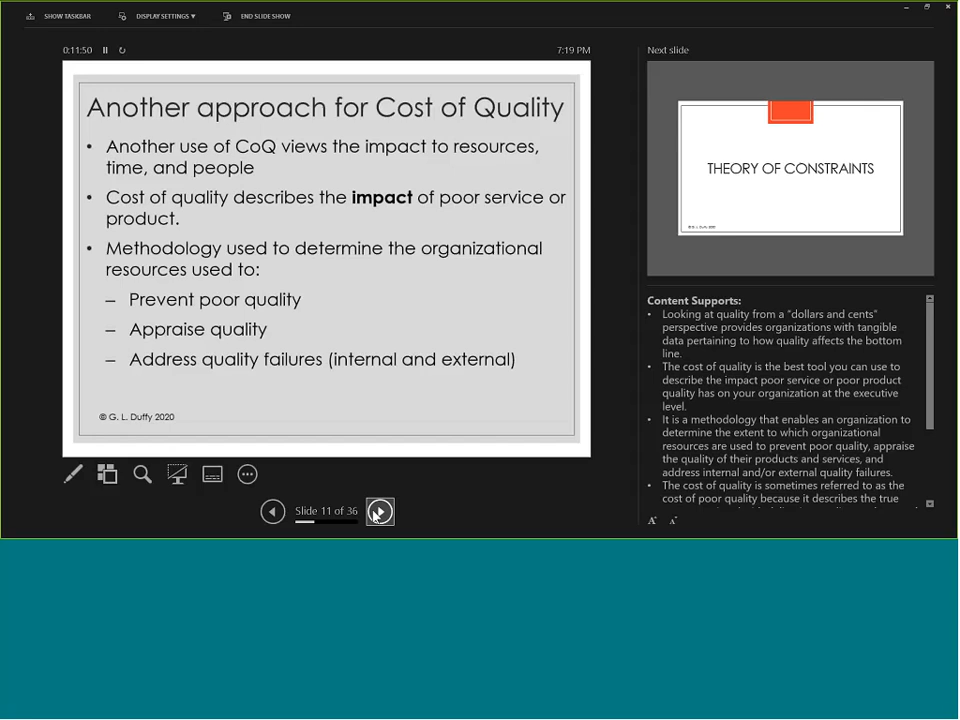 SHOW TASKBAR
DISPLAY SETTINGS ▼
END SLIDE SHOW
0:11:50
7:19 PM
Another approach for Cost of Quality
• Another use of CoQ views the impact to resources,
time, and people
• Cost of quality describes the impact of poor service or
product.
• Methodology used to determine the organizational
resources used to:
– Prevent poor quality
– Appraise quality
– Address quality failures (internal and external)
© G. L. Duffy 2020
Slide 11 of 36
Next slide
THEORY OF CONSTRAINTS
© G. L. Duffy 2020
Content Supports:
• Looking at quality from a "dollars and cents"
perspective provides organizations with tangible
data pertaining to how quality affects the bottom
line.
• The cost of quality is the best tool you can use to
describe the impact poor service or poor product
quality has on your organization at the executive
level.
• It is a methodology that enables an organization to
determine the extent to which organizational
resources are used to prevent poor quality, appraise
the quality of their products and services, and
address internal and/or external quality failures.
• The cost of quality is sometimes referred to as the
cost of poor quality because it describes the true
A A